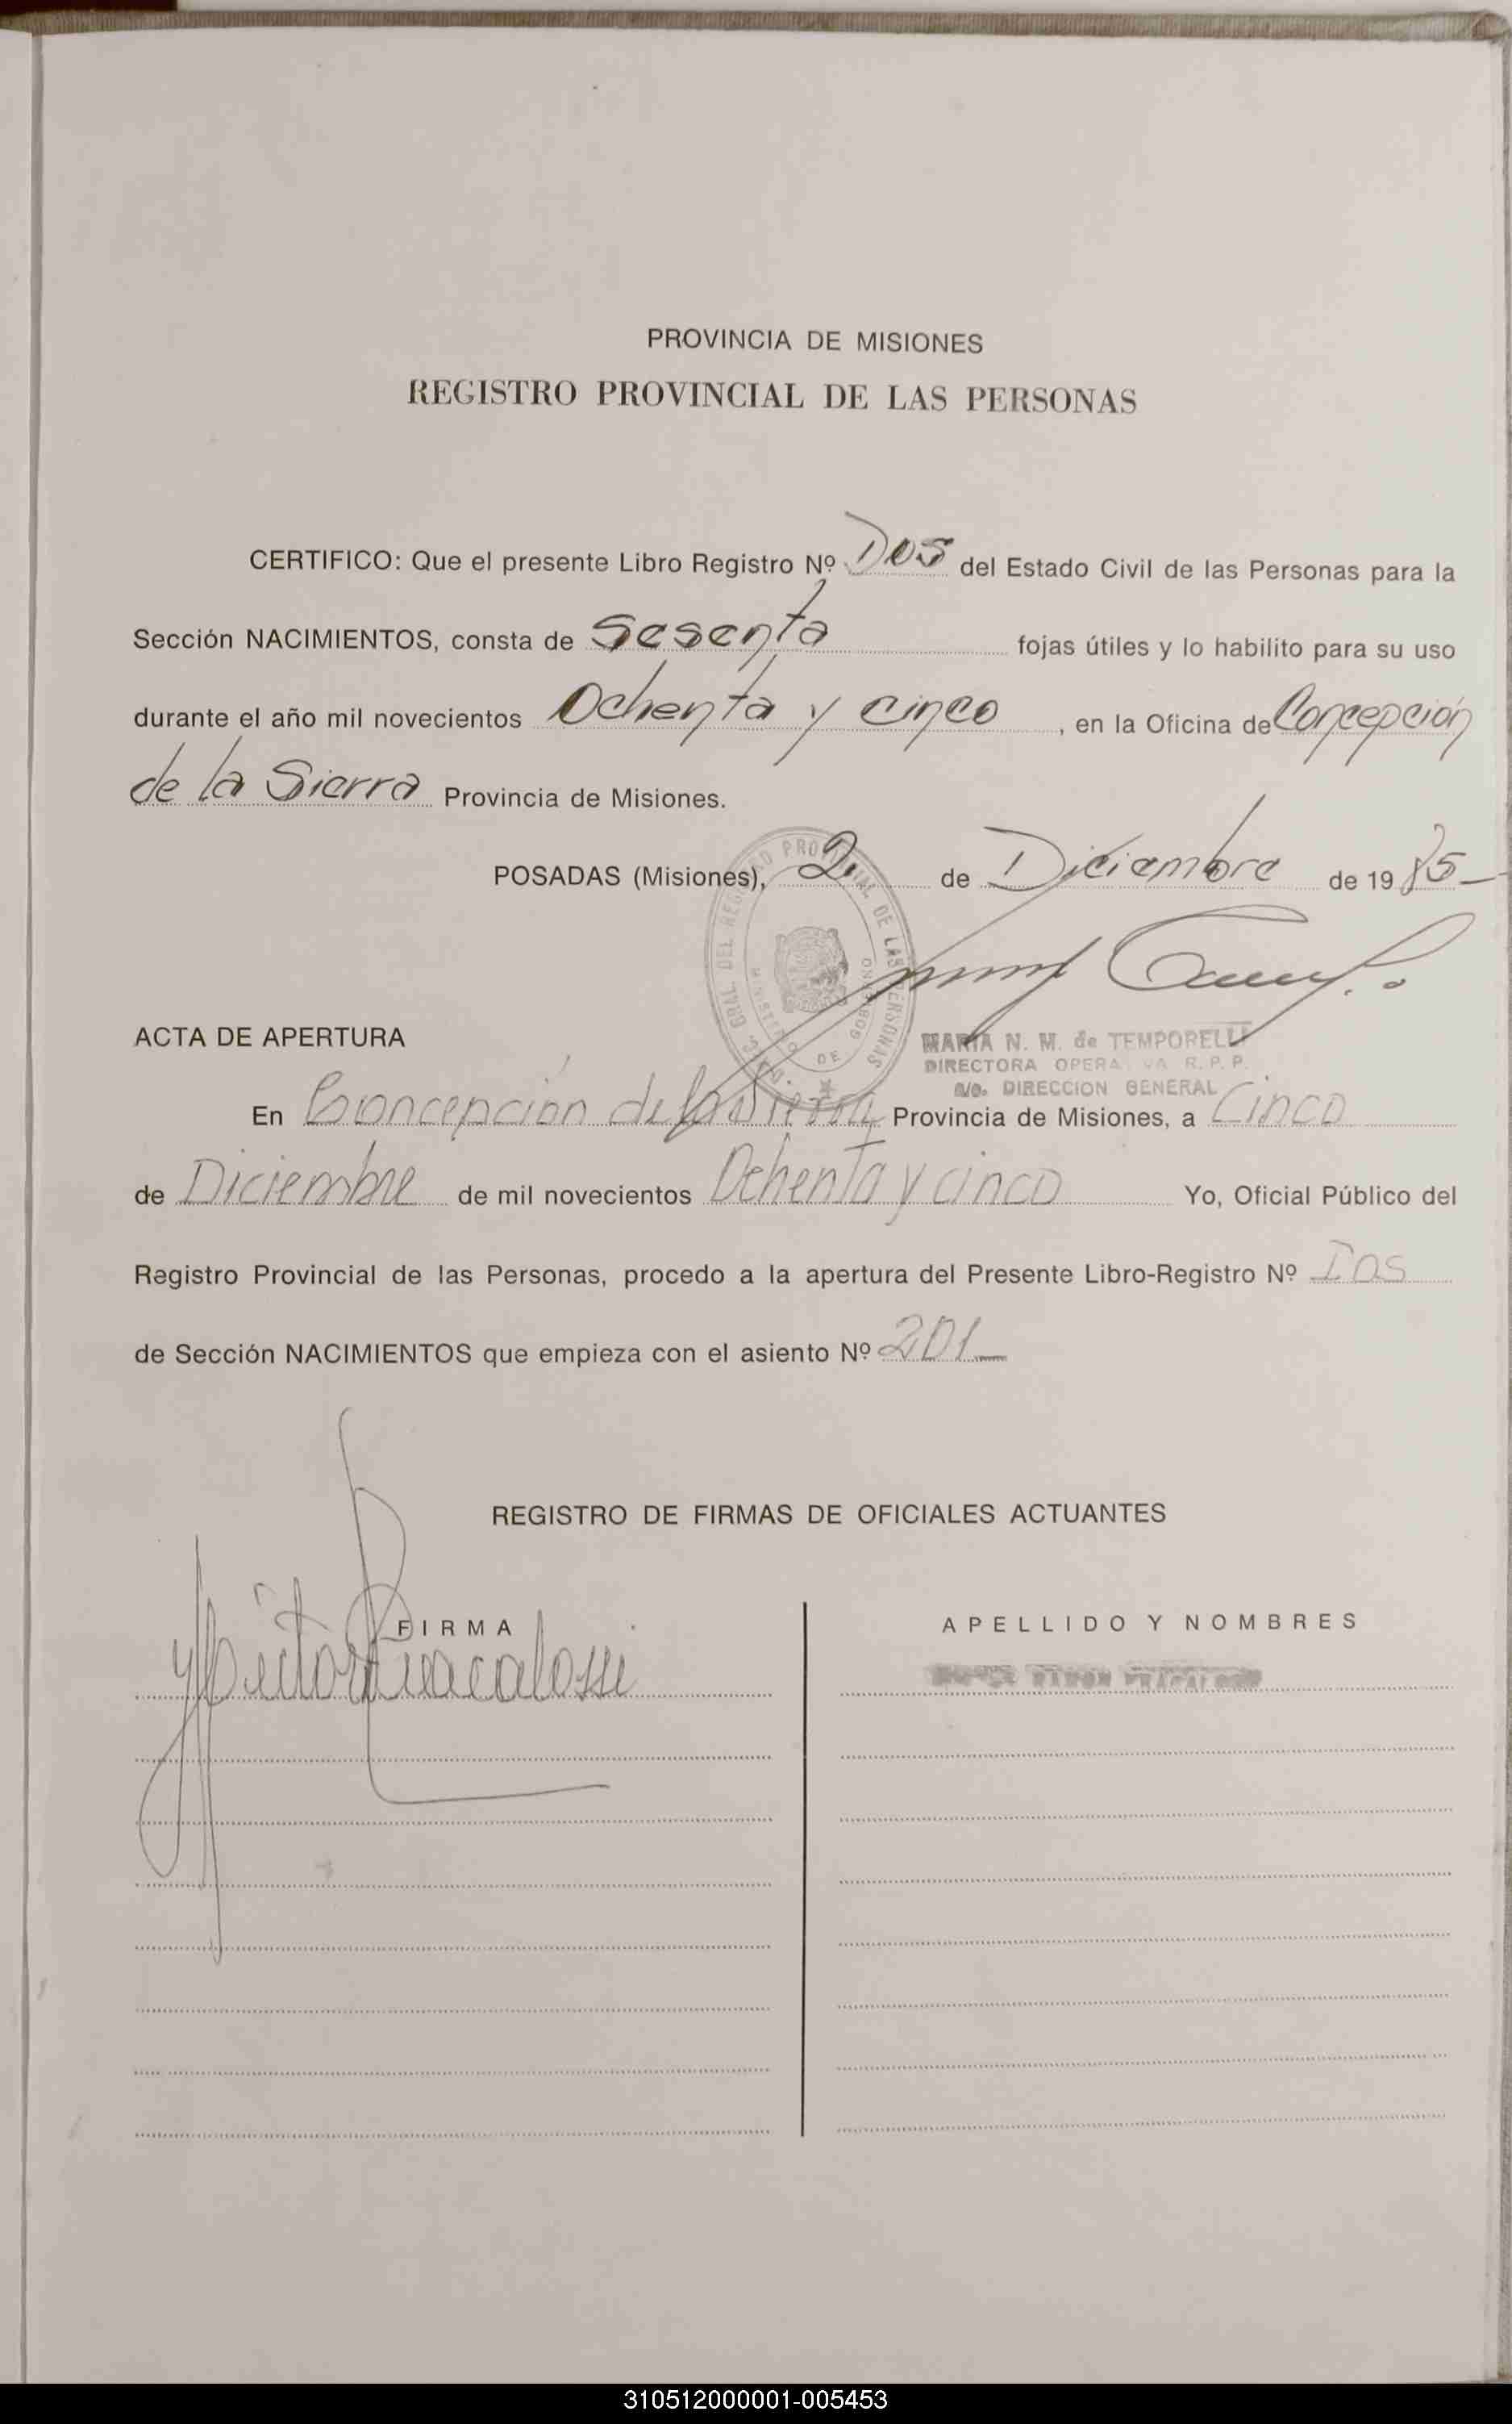 PROVINCIA DE MISIONES
REGISTRO PROVINCIAL DE LAS PERSONAS
CERTIFICO: Que el presente Libro Registro Nº Dos del Estado Civil de las Personas para la
Sección NACIMIENTOS, consta de Sesenta fojas útiles y lo habilito para su uso
durante el año mil novecientos Ochenta y cinco, en la Oficina de Concepción
de la Sierra Provincia de Misiones.
POSADAS (Misiones), 2 de Diciembre de 1985
MARIA N. M. de TEMPORELLI
DIRECTORA R. P. P.
DIRECCION GENERAL
ACTA DE APERTURA
En Concepción de la Sierra Provincia de Misiones, a Cinco
de Diciembre de mil novecientos Ochenta y cinco Yo, Oficial Público del
Registro Provincial de las Personas, procedo a la apertura del Presente Libro-Registro Nº Dos
de Sección NACIMIENTOS que empieza con el asiento Nº 201
REGISTRO DE FIRMAS DE OFICIALES ACTUANTES
FIRMA
APELLIDO Y NOMBRES
RAMON
310512000001-005453